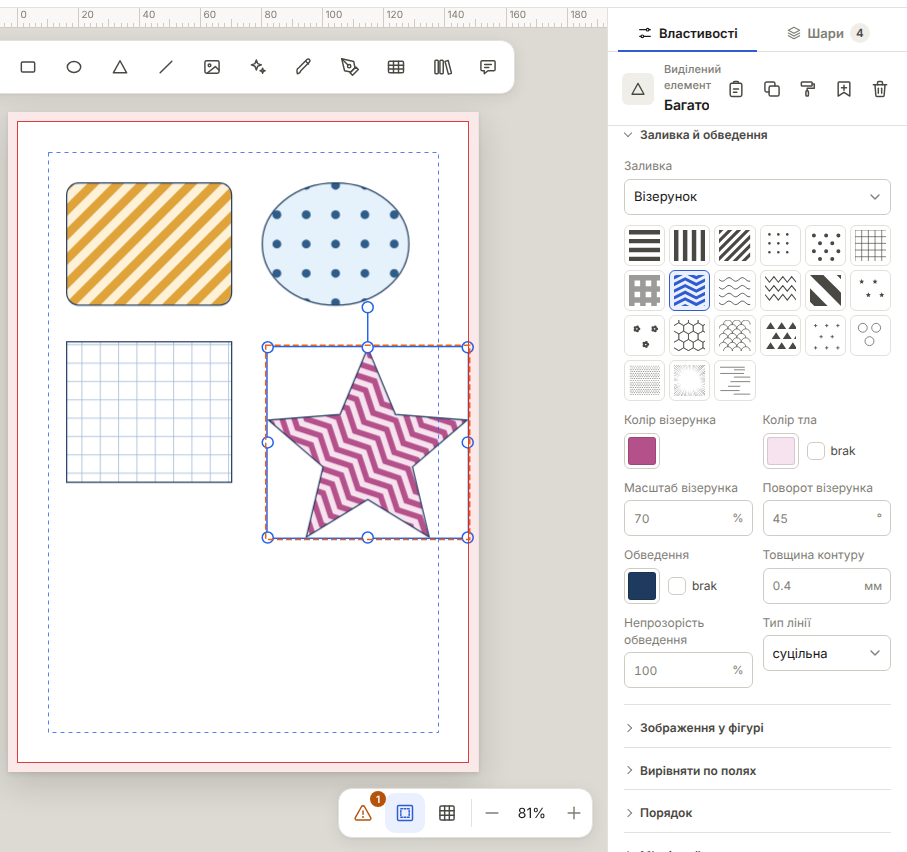 0 20 40 60 80 100 120 140 160 180
Властивості
Шари 4
Виділений
елемент
Багато
Заливка й обведення
Заливка
Візерунок
Колір візерунка
Колір тла
brak
Масштаб візерунка
Поворот візерунка
70 %
45 °
Обведення
Товщина контуру
brak
0.4 мм
Непрозорість
обведення
Тип лінії
суцільна
100 %
Зображення у фігурі
Вирівняти по полях
Порядок
1
81%